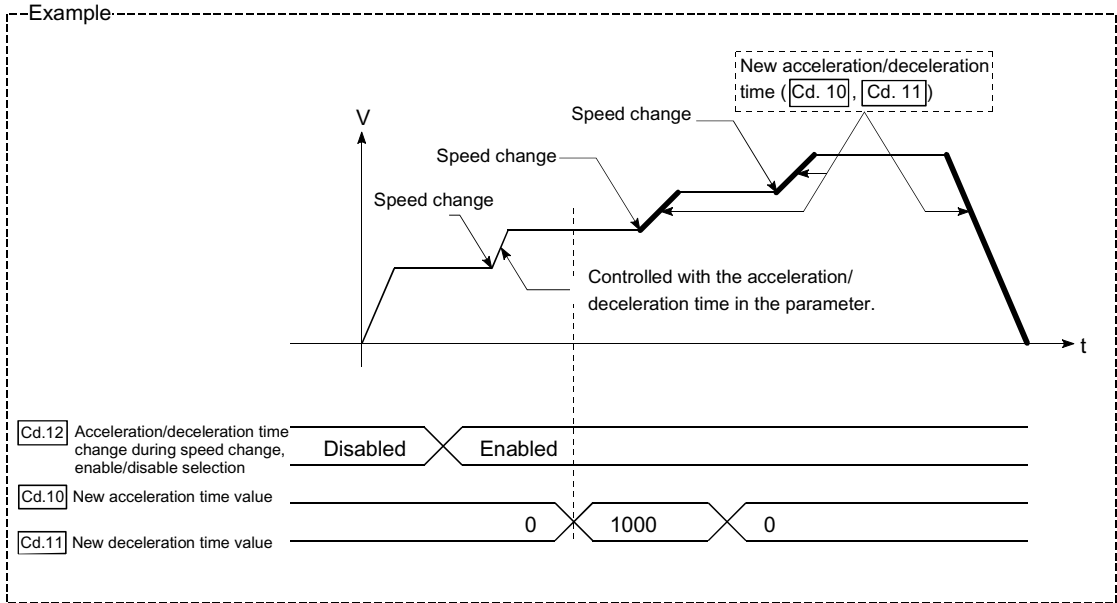 Example
New acceleration/deceleration
time ( Cd. 10 , Cd. 11 )
Speed change
V
Speed change
Speed change
Controlled with the acceleration/
deceleration time in the parameter.
t
Cd.12 Acceleration/deceleration time
change during speed change,
enable/disable selection
Disabled Enabled
Cd.10 New acceleration time value
0 1000 0
Cd.11 New deceleration time value